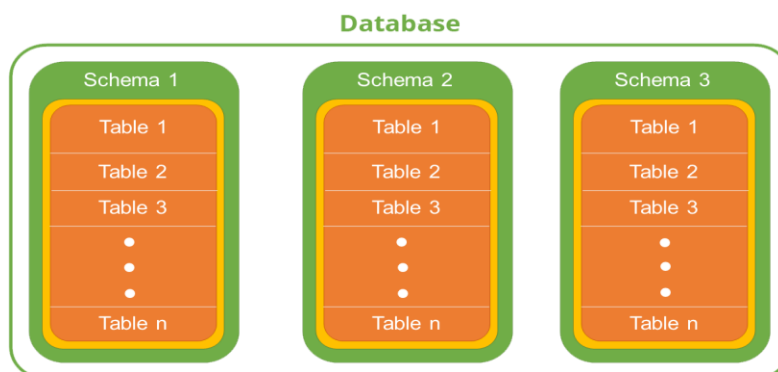 Database
Schema 1
Table 1
Table 2
Table 3
Table n
Schema 2
Table 1
Table 2
Table 3
Table n
Schema 3
Table 1
Table 2
Table 3
Table n